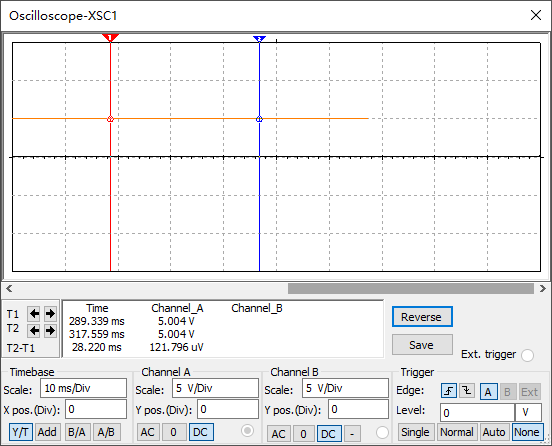 Oscilloscope-XSC1
1
2
T1
T2
T2-T1
Time Channel_A Channel_B
289.339 ms 5.004 V
317.559 ms 5.004 V
28.220 ms 121.796 uV
Reverse
Save
Ext. trigger
Timebase
Scale: 10 ms/Div
X pos.(Div): 0
Y/T Add B/A A/B
Channel A
Scale: 5 V/Div
Y pos.(Div): 0
AC 0 DC
Channel B
Scale: 5 V/Div
Y pos.(Div): 0
AC 0 DC -
Trigger
Edge: A B Ext
Level: 0 V
Single Normal Auto None